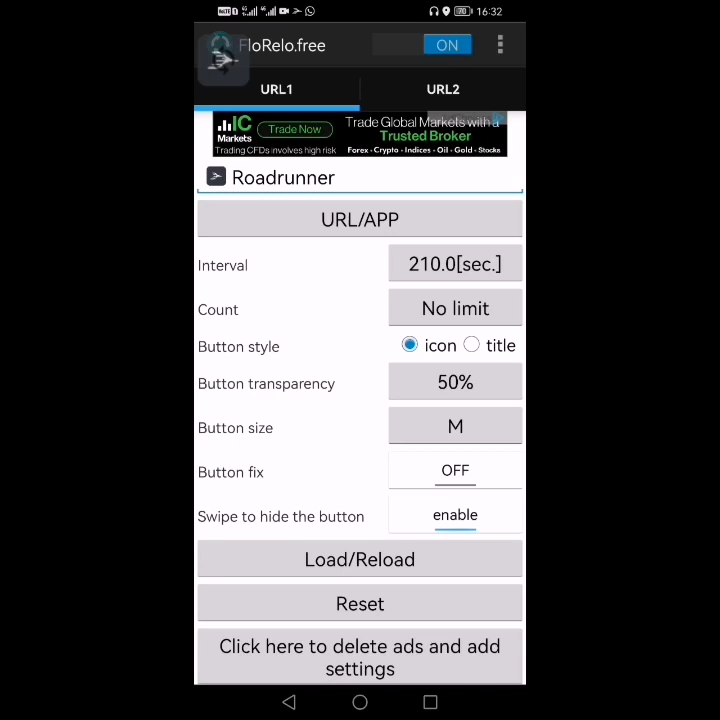 16:32
FloRelo.free
ON
URL1
URL2
IC
Markets
Trade Now
Trading CFDs involves high risk
Trade Global Markets with a
Trusted Broker
Forex - Crypto - Indices - Oil - Gold - Stocks
Roadrunner
URL/APP
Interval
210.0[sec.]
Count
No limit
Button style
icon
title
Button transparency
50%
Button size
M
Button fix
OFF
Swipe to hide the button
enable
Load/Reload
Reset
Click here to delete ads and add
settings